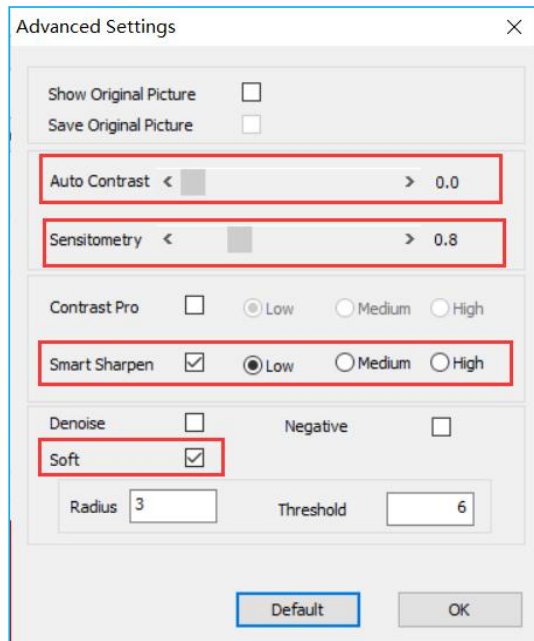 Advanced Settings
Show Original Picture
Save Original Picture
Auto Contrast < > 0.0
Sensitometry < > 0.8
Contrast Pro Low Medium High
Smart Sharpen Low Medium High
Denoise Negative
Soft
Radius 3 Threshold 6
Default OK